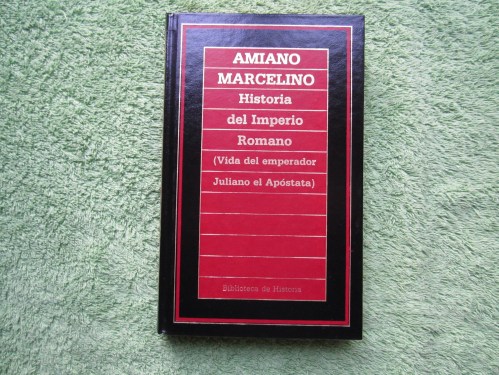 AMIANO
MARCELINO
Historia
del Imperio
Romano
(Vida del emperador
Juliano el Apóstata)
Biblioteca de Historia